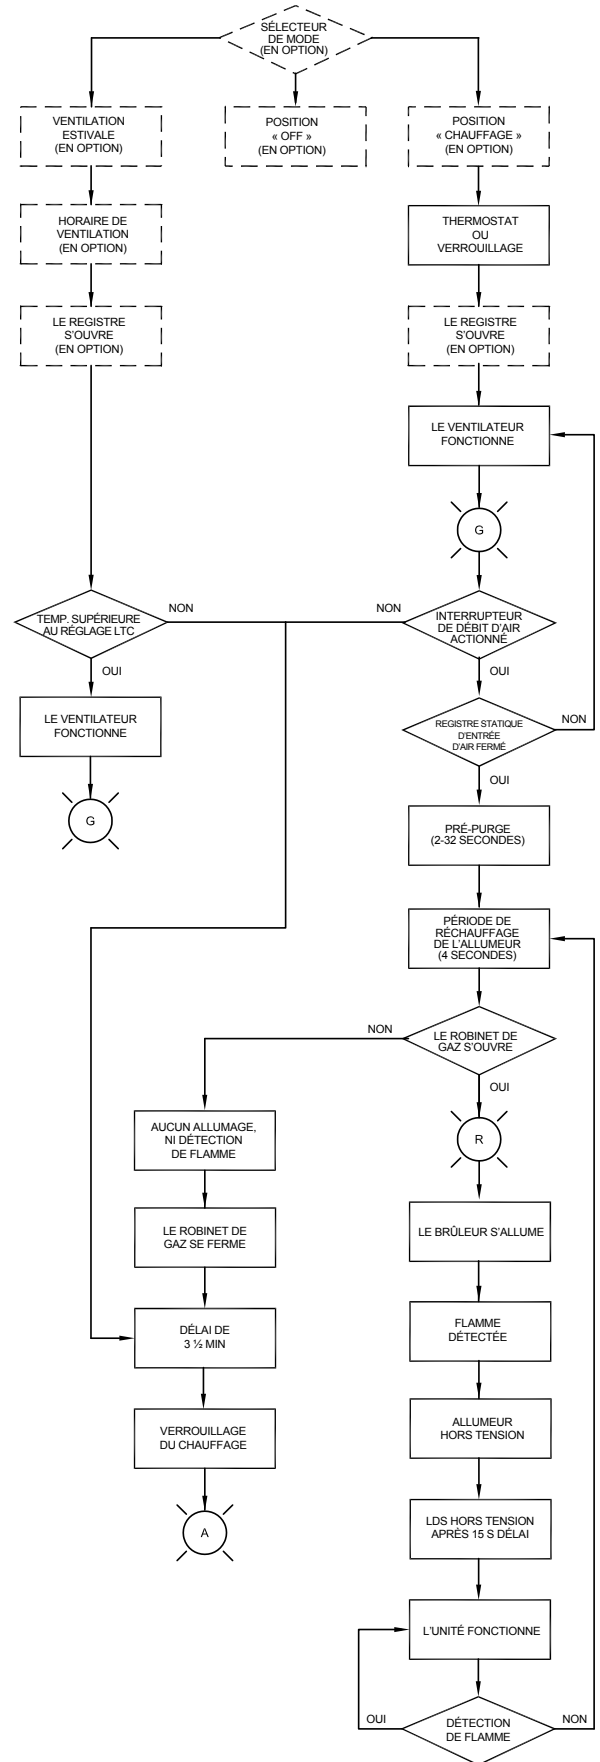 SÉLECTEUR
DE MODE
(EN OPTION)
VENTILATION
ESTIVALE
(EN OPTION)
POSITION
« OFF »
(EN OPTION)
POSITION
« CHAUFFAGE »
(EN OPTION)
HORAIRE DE
VENTILATION
(EN OPTION)
THERMOSTAT
OU
VERROUILLAGE
LE REGISTRE
S'OUVRE
(EN OPTION)
LE REGISTRE
S'OUVRE
(EN OPTION)
LE VENTILATEUR
FONCTIONNE
G
TEMP. SUPÉRIEURE
AU RÉGLAGE LTC
NON
NON
INTERRUPTEUR
DE DÉBIT D'AIR
ACTIONNÉ
OUI
OUI
LE VENTILATEUR
FONCTIONNE
REGISTRE STATIQUE
D'ENTRÉE
D'AIR FERMÉ
NON
OUI
G
PRÉ-PURGE
(2-32 SECONDES)
PÉRIODE DE
RÉCHAUFFAGE
DE L'ALLUMEUR
(4 SECONDES)
NON
LE ROBINET DE
GAZ S'OUVRE
OUI
AUCUN ALLUMAGE,
NI DÉTECTION
DE FLAMME
R
LE ROBINET DE
GAZ SE FERME
LE BRÛLEUR S'ALLUME
DÉLAI DE
3 ½ MIN
FLAMME
DÉTECTÉE
VERROUILLAGE
DU CHAUFFAGE
ALLUMEUR
HORS TENSION
A
LDS HORS TENSION
APRÈS 15 S DÉLAI
L'UNITÉ FONCTIONNE
OUI
DÉTECTION
DE FLAMME
NON